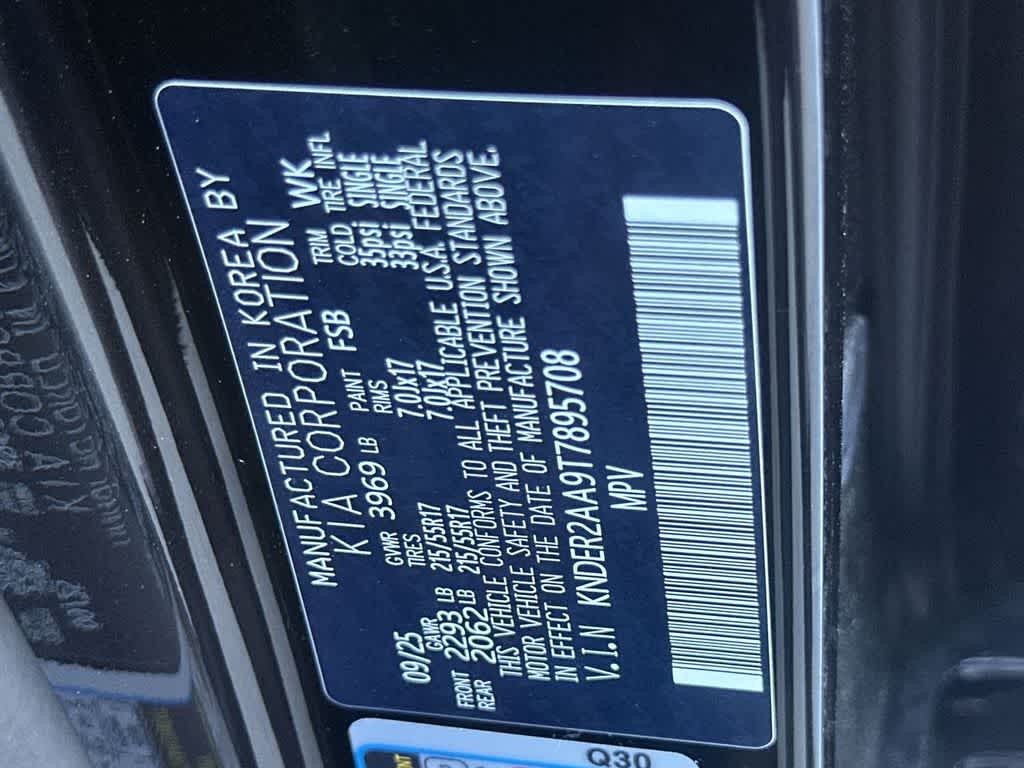 MANUFACTURED IN KOREA BY
KIA CORPORATION
09/25 GVWR 3969 LB PAINT FSB TRIM WK
GAWR TIRES RIMS COLD TIRE INFL
FRONT 2293 LB 215/55R17 7.0Jx17 35psi SINGLE
REAR 2062 LB 215/55R17 7.0Jx17 33psi SINGLE
THIS VEHICLE CONFORMS TO ALL APPLICABLE U.S.A. FEDERAL
MOTOR VEHICLE SAFETY AND THEFT PREVENTION STANDARDS
IN EFFECT ON THE DATE OF MANUFACTURE SHOWN ABOVE.
V.I.N KNDER2AA9T7895708
MPV
Q30